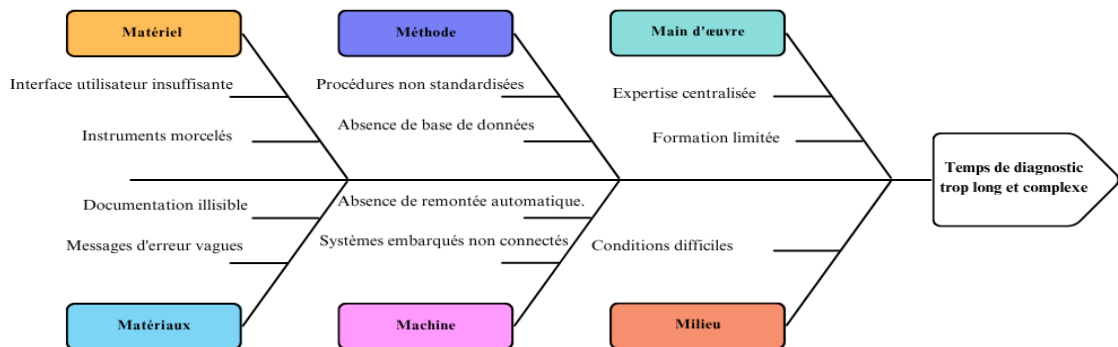 Matériel
Méthode
Main d'œuvre
Interface utilisateur insuffisante
Procédures non standardisées
Expertise centralisée
Instruments morcelés
Absence de base de données
Formation limitée
Temps de diagnostic
trop long et complexe
Documentation illisible
Absence de remontée automatique.
Messages d'erreur vagues
Systèmes embarqués non connectés
Conditions difficiles
Matériaux
Machine
Milieu